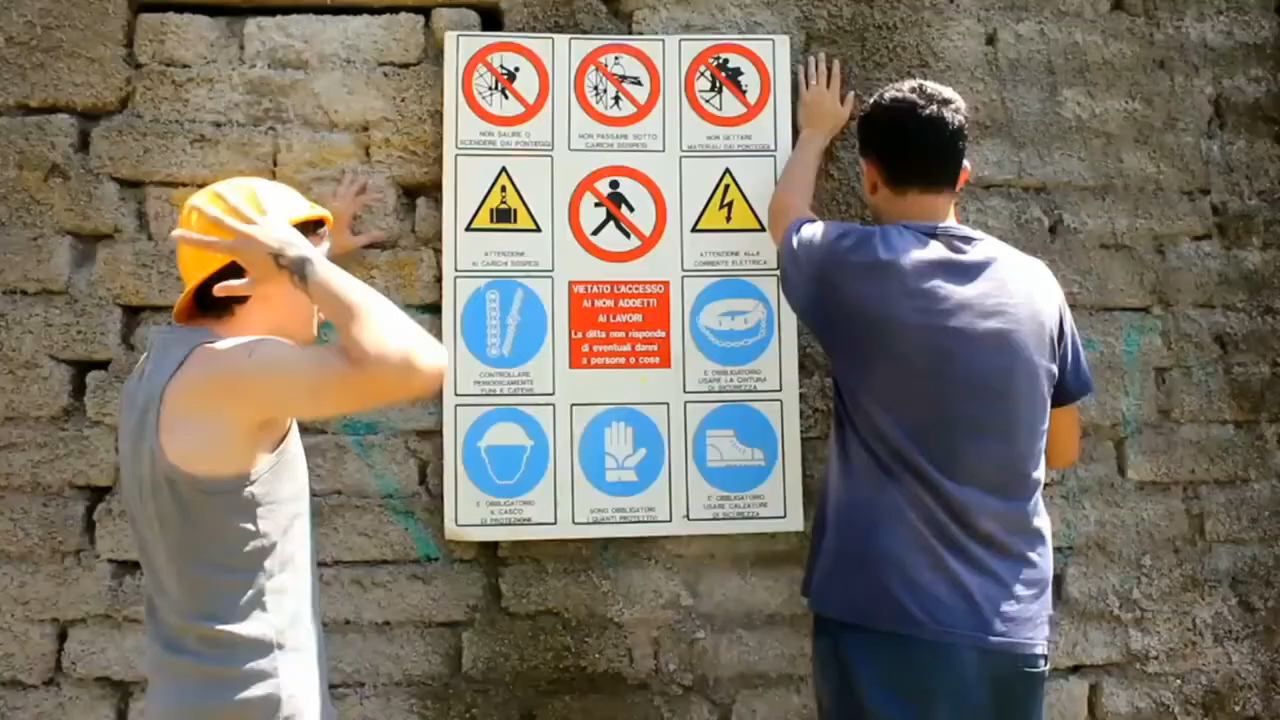 NON SALIRE O
SCENDERE DAI PONTEGGI
NON PASSARE SOTTO
CARICHI SOSPESI
NON GETTARE
MATERIALI DAI PONTEGGI
ATTENZIONE
AI CARICHI SOSPESI
ATTENZIONE ALLA
CORRENTE ELETTRICA
CONTROLLARE
PERIODICAMENTE
FUNI E CATENE
VIETATO L'ACCESSO
AI NON ADDETTI
AI LAVORI
La ditta non risponde
di eventuali danni
a persone o cose
E' OBBLIGATORIO
USARE LA CINTURA
DI SICUREZZA
E' OBBLIGATORIO
IL CASCO
DI PROTEZIONE
SONO OBBLIGATORI
I GUANTI PROTETTIVI
E' OBBLIGATORIO
USARE CALZATURE
DI SICUREZZA